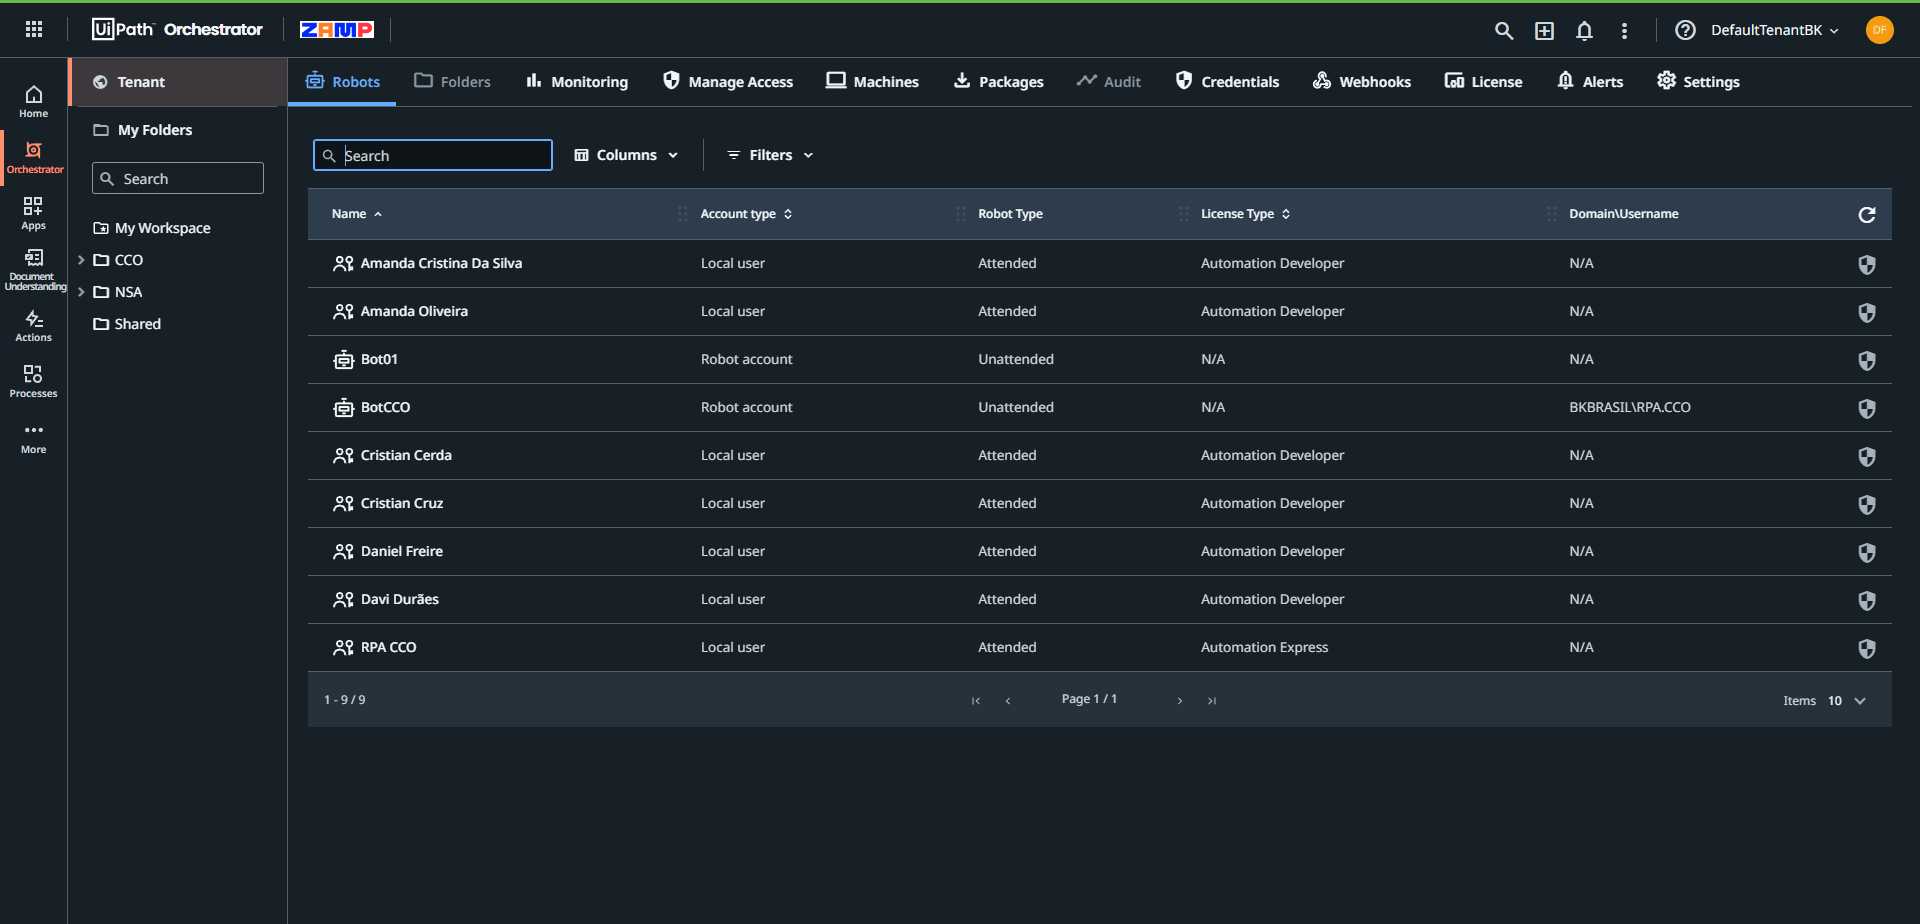 UiPath Orchestrator
ZAMP
DefaultTenantBK
DF
Home
Orchestrator
Apps
Document Understanding
Actions
Processes
More
Tenant
My Folders
Search
My Workspace
CCO
NSA
Shared
Robots Folders Monitoring Manage Access Machines Packages Audit Credentials Webhooks License Alerts Settings
Search Columns Filters
Name Account type Robot Type License Type Domain\Username
Amanda Cristina Da Silva Local user Attended Automation Developer N/A
Amanda Oliveira Local user Attended Automation Developer N/A
Bot01 Robot account Unattended N/A N/A
BotCCO Robot account Unattended N/A BKBRASIL\RPA.CCO
Cristian Cerda Local user Attended Automation Developer N/A
Cristian Cruz Local user Attended Automation Developer N/A
Daniel Freire Local user Attended Automation Developer N/A
Davi Durães Local user Attended Automation Developer N/A
RPA CCO Local user Attended Automation Express N/A
1 - 9 / 9 Page 1 / 1 Items 10